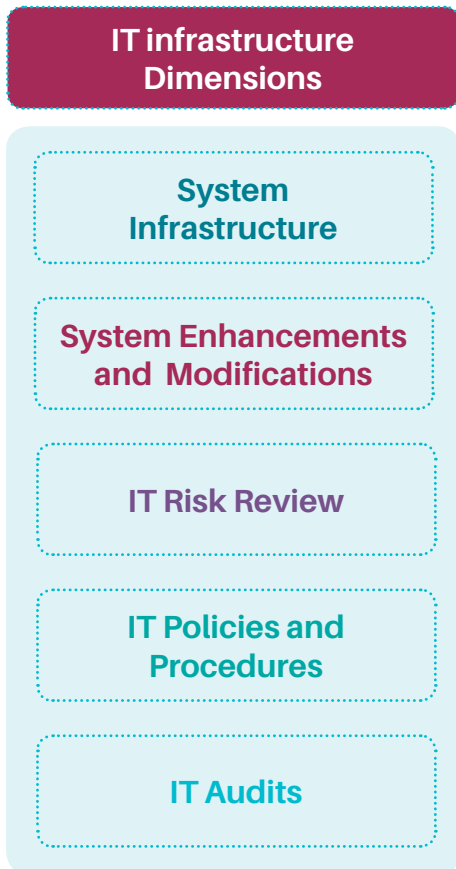 IT infrastructure
Dimensions
System
Infrastructure
System Enhancements
and Modifications
IT Risk Review
IT Policies and
Procedures
IT Audits